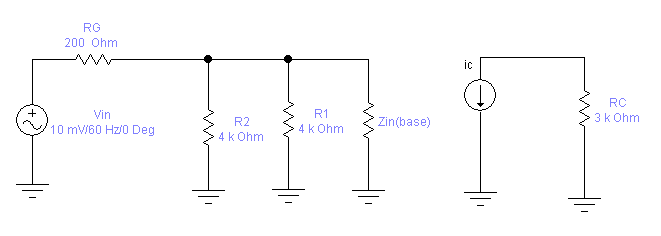 RG
200 Ohm
Vin
10 mV/60 Hz/0 Deg
R2
4 k Ohm
R1
4 k Ohm
Zin(base)
ic
RC
3 k Ohm